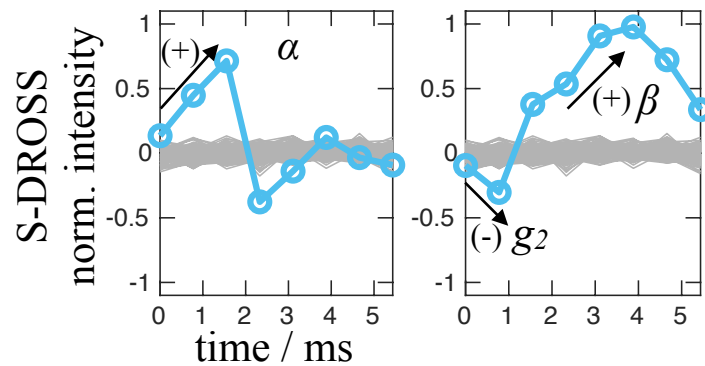 S-DROSS
norm. intensity
1
0.5
0
-0.5
-1
(+)
α
0 1 2 3 4 5
time / ms
1
0.5
0
-0.5
-1
(+) β
(-) g2
0 1 2 3 4 5